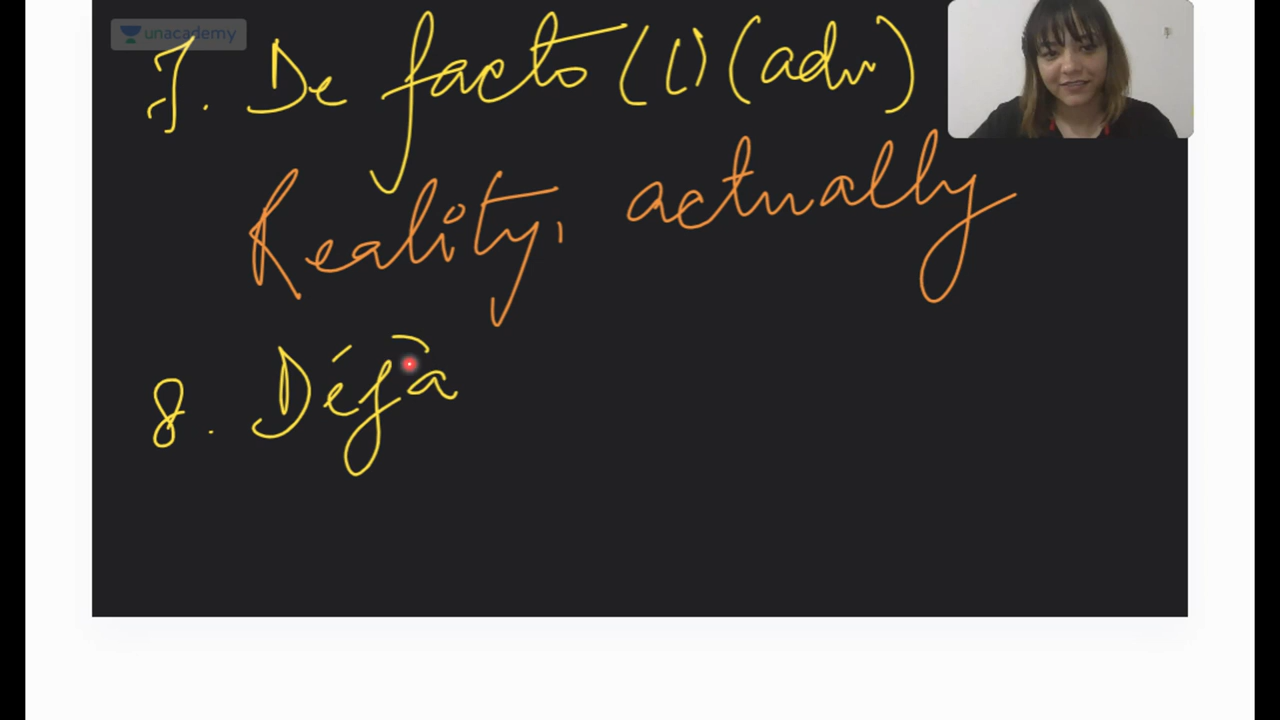 unacademy
7. De facto (L) (adv)
Reality, actually
8. Déjà